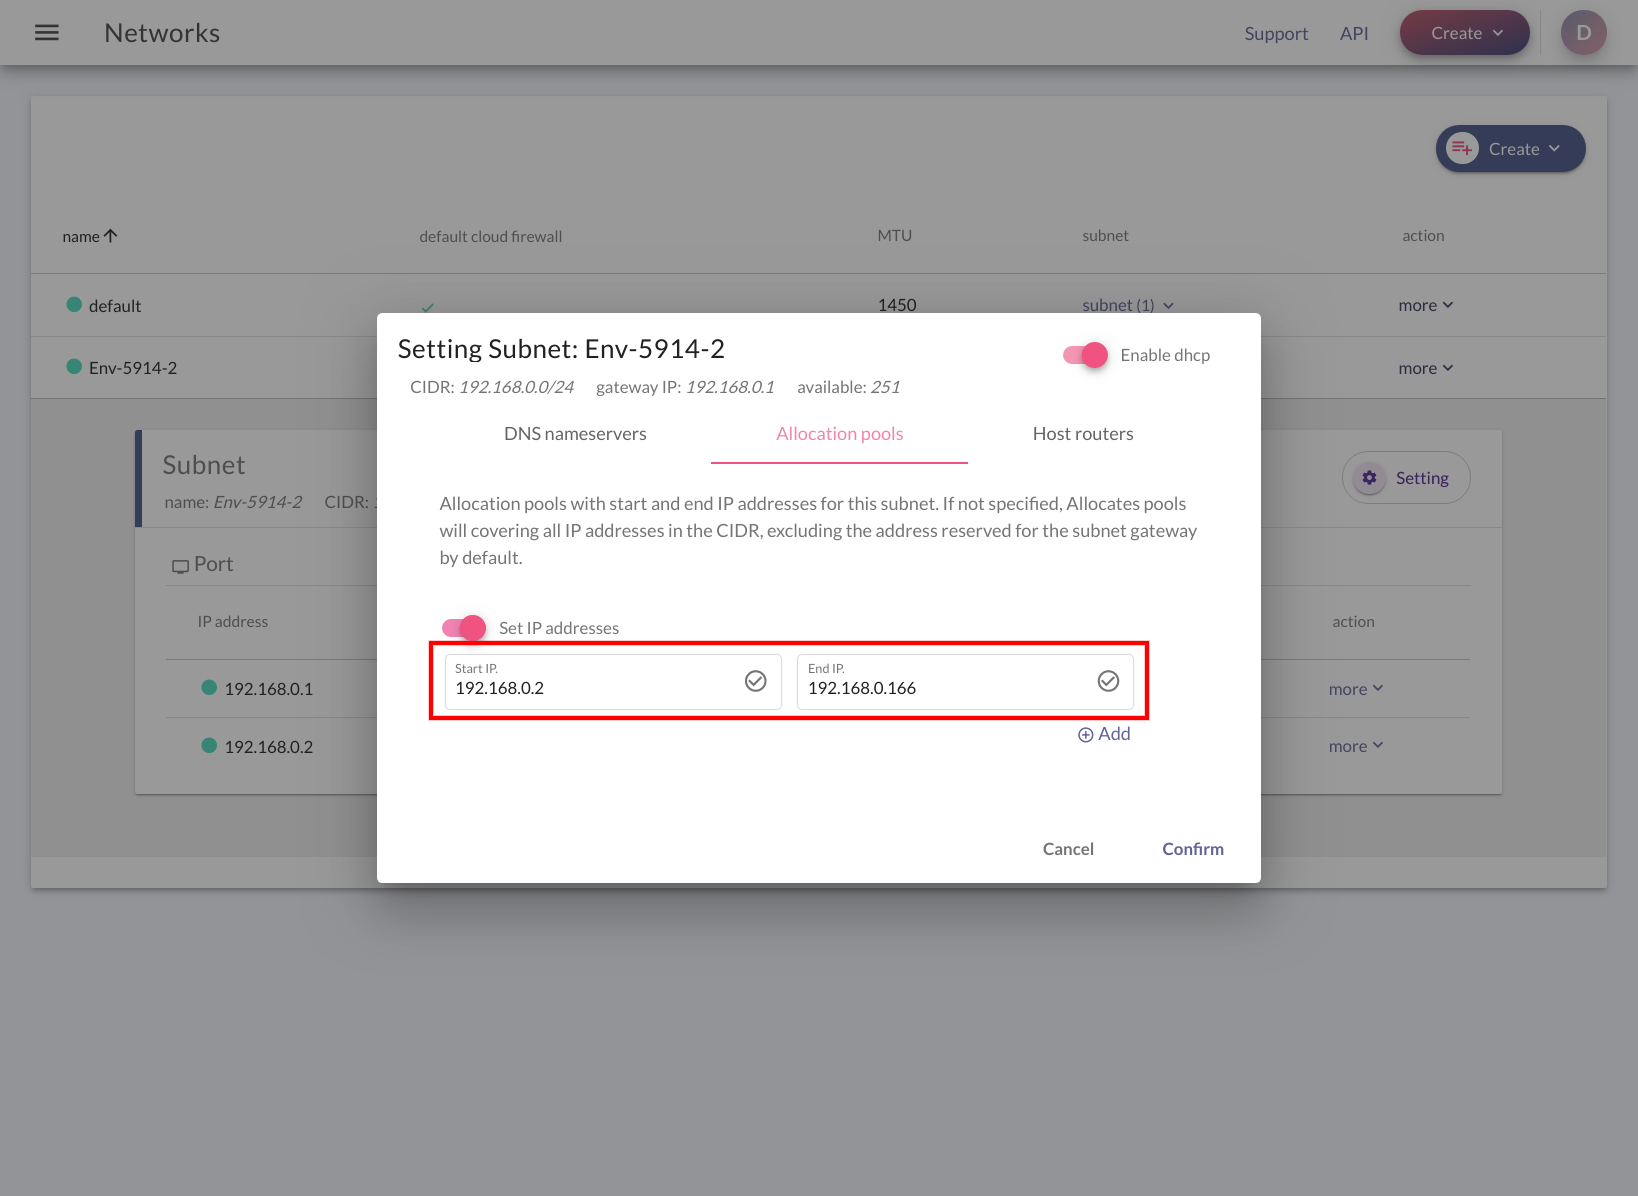 Networks
Support
API
Create
D
Create
name
default cloud firewall
MTU
subnet
action
default
1450
subnet (1)
more
Env-5914-2
more
Setting Subnet: Env-5914-2
Enable dhcp
CIDR: 192.168.0.0/24 gateway IP: 192.168.0.1 available: 251
DNS nameservers
Allocation pools
Host routers
Subnet
name: Env-5914-2 CIDR:
Setting
Allocation pools with start and end IP addresses for this subnet. If not specified, Allocates pools
will covering all IP addresses in the CIDR, excluding the address reserved for the subnet gateway
by default.
Port
IP address
action
Set IP addresses
Start IP.
192.168.0.2
End IP.
192.168.0.166
192.168.0.1
more
Add
192.168.0.2
more
Cancel
Confirm